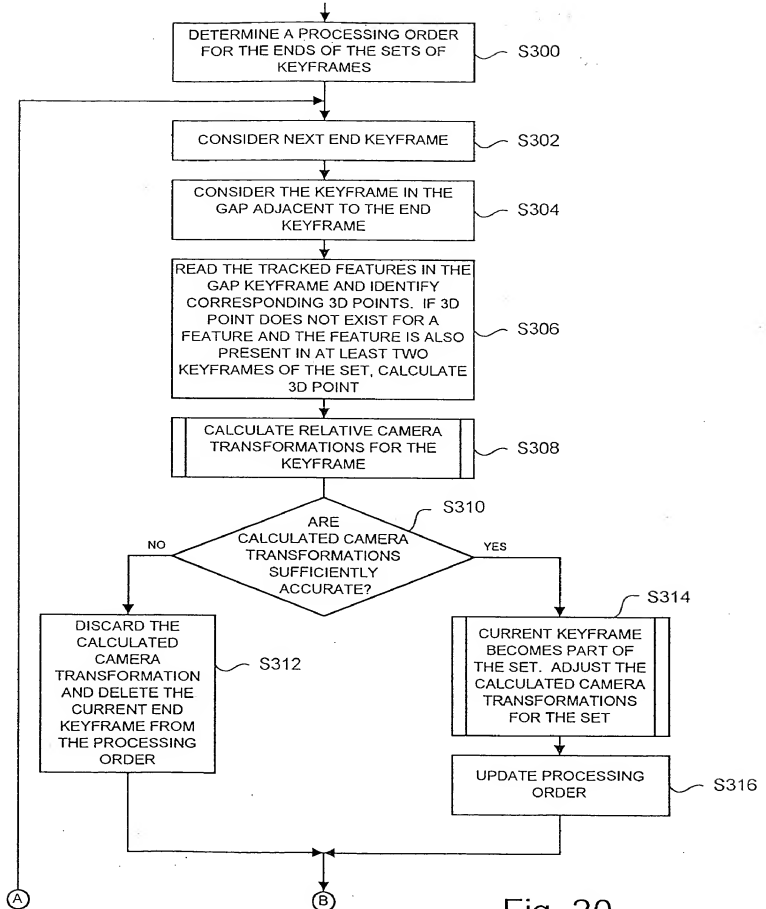 DETERMINE A PROCESSING ORDER
FOR THE ENDS OF THE SETS OF
KEYFRAMES
S300
CONSIDER NEXT END KEYFRAME
S302
CONSIDER THE KEYFRAME IN THE
GAP ADJACENT TO THE END
KEYFRAME
S304
READ THE TRACKED FEATURES IN THE
GAP KEYFRAME AND IDENTIFY
CORRESPONDING 3D POINTS. IF 3D
POINT DOES NOT EXIST FOR A
FEATURE AND THE FEATURE IS ALSO
PRESENT IN AT LEAST TWO
KEYFRAMES OF THE SET, CALCULATE
3D POINT
S306
CALCULATE RELATIVE CAMERA
TRANSFORMATIONS FOR THE
KEYFRAME
S308
ARE
CALCULATED CAMERA
TRANSFORMATIONS
SUFFICIENTLY
ACCURATE?
S310
NO
YES
DISCARD THE
CALCULATED
CAMERA
TRANSFORMATION
AND DELETE THE
CURRENT END
KEYFRAME FROM
THE PROCESSING
ORDER
S312
CURRENT KEYFRAME
BECOMES PART OF
THE SET. ADJUST THE
CALCULATED CAMERA
TRANSFORMATIONS
FOR THE SET
S314
UPDATE PROCESSING
ORDER
S316
A
B
Fig. 20